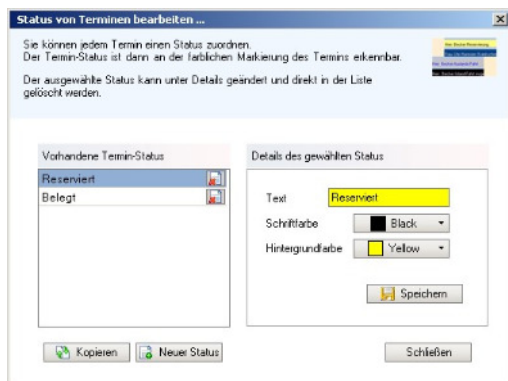 Status von Terminen bearbeiten ...
Sie können jedem Termin einen Status zuordnen.
Der Termin-Status ist dann an der farblichen Markierung des Termins erkennbar.
Der ausgewählte Status kann unter Details geändert und direkt in der Liste
gelöscht werden.
Vorhandene Termin-Status
Reserviert
Belegt
Details des gewählten Status
Text Reserviert
Schriftfarbe Black
Hintergrundfarbe Yellow
Speichern
Kopieren Neuer Status Schließen